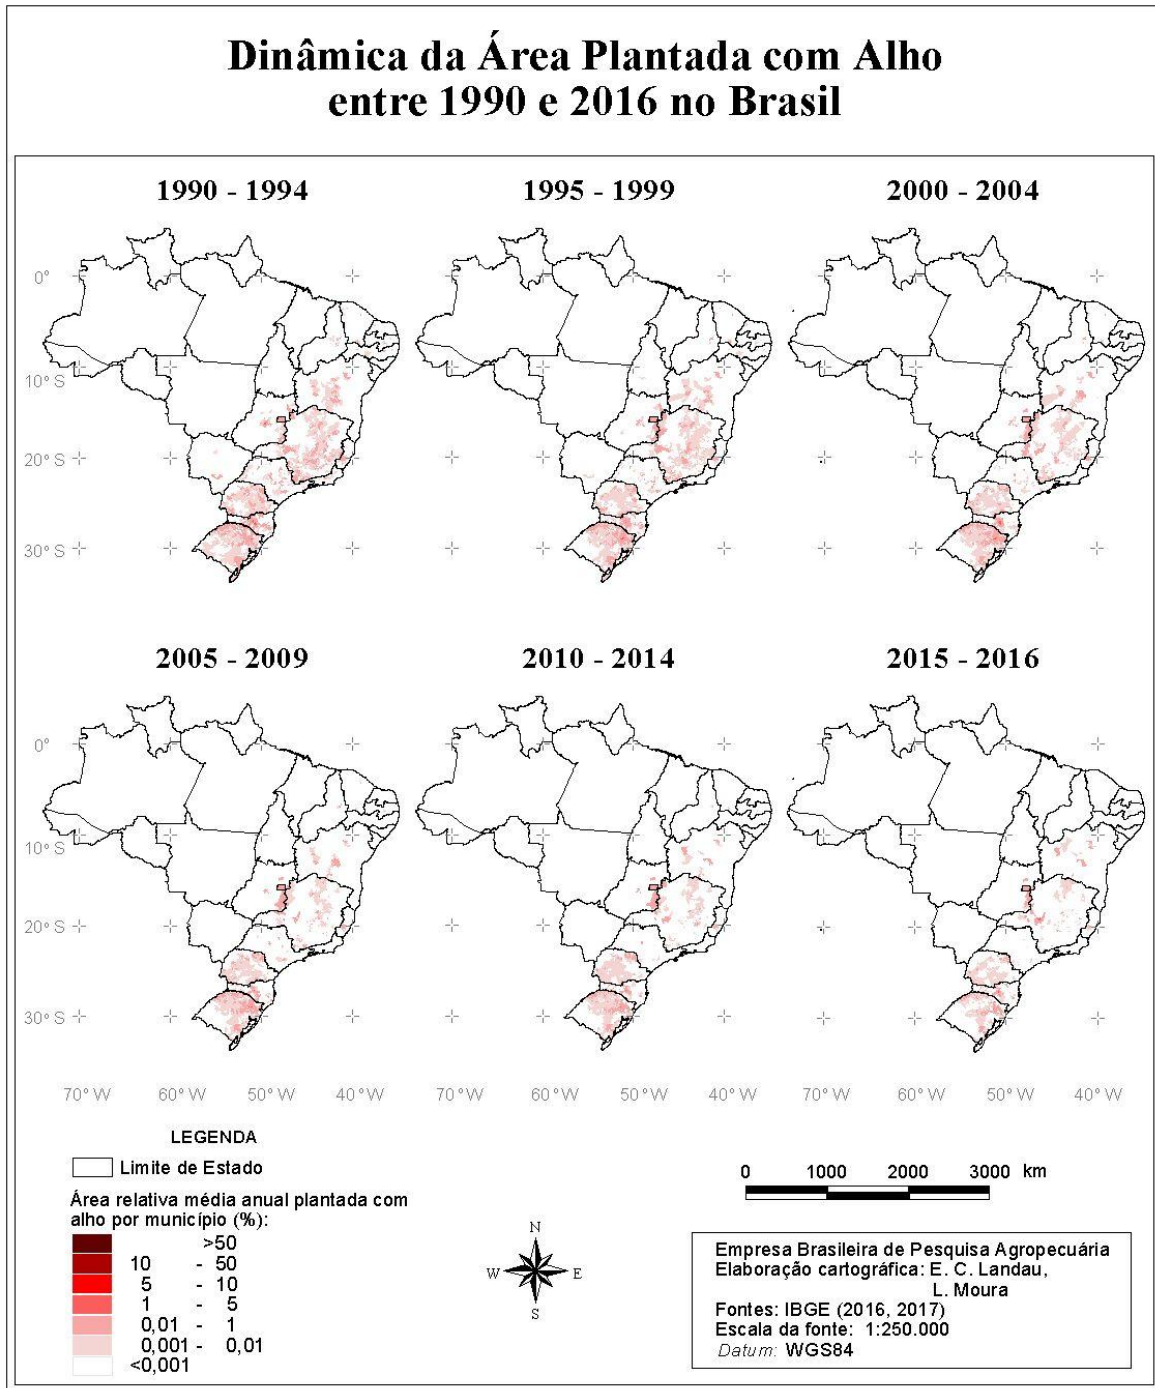 Dinâmica da Área Plantada com Alho
entre 1990 e 2016 no Brasil
1990 - 1994
1995 - 1999
2000 - 2004
0°
10° S
20° S
30° S
2005 - 2009
2010 - 2014
2015 - 2016
0°
10° S
20° S
30° S
70° W 60° W 50° W 40° W 70° W 60° W 50° W 40° W 70° W 60° W 50° W 40° W
LEGENDA
Limite de Estado
Área relativa média anual plantada com
alho por município (%):
>50
10 - 50
5 - 10
1 - 5
0,01 - 1
0,001 - 0,01
<0,001
N
W E
S
0 1000 2000 3000 km
Empresa Brasileira de Pesquisa Agropecuária
Elaboração cartográfica: E. C. Landau,
L. Moura
Fontes: IBGE (2016, 2017)
Escala da fonte: 1:250.000
Datum: WGS84